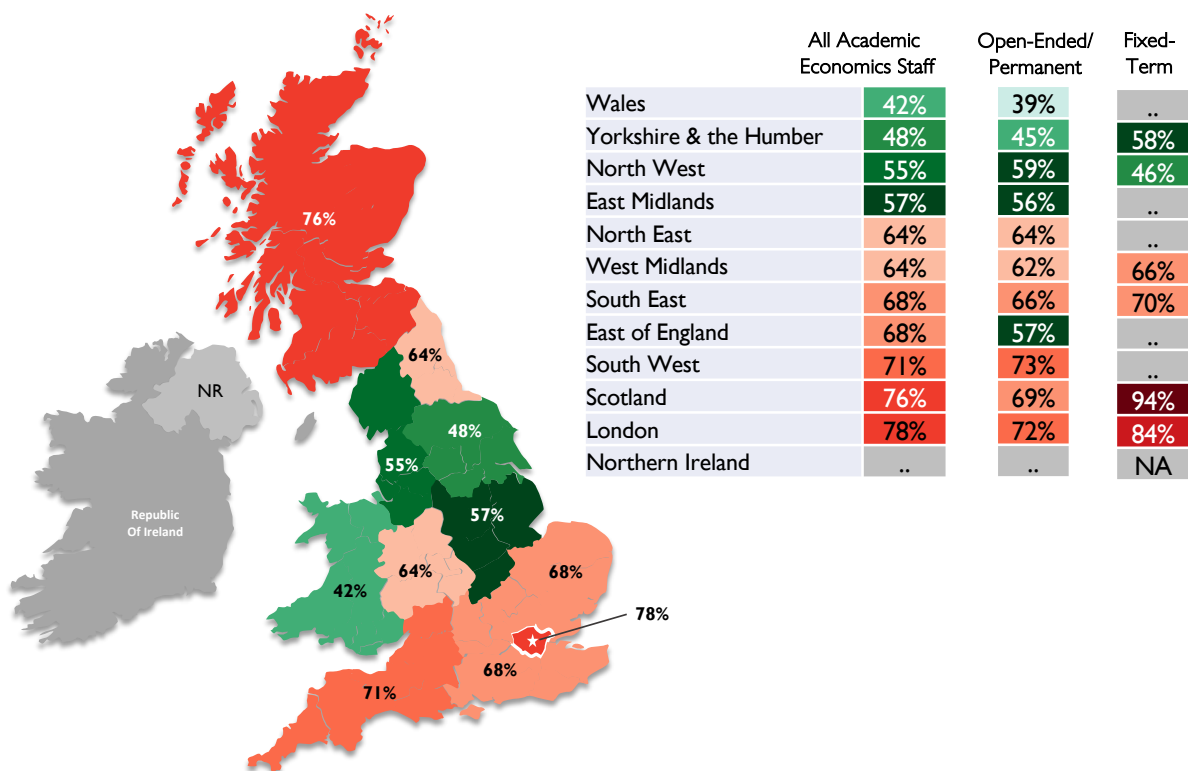 All Academic Economics Staff Open-Ended/ Permanent Fixed- Term
Wales 42% 39% ..
Yorkshire & the Humber 48% 45% 58%
North West 55% 59% 46%
East Midlands 57% 56% ..
North East 64% 64% ..
West Midlands 64% 62% 66%
South East 68% 66% 70%
East of England 68% 57% ..
South West 71% 73% ..
Scotland 76% 69% 94%
London 78% 72% 84%
Northern Ireland .. .. NA
76%
64%
NR
48%
55%
Republic
Of Ireland
57%
64%
68%
42%
78%
68%
71%